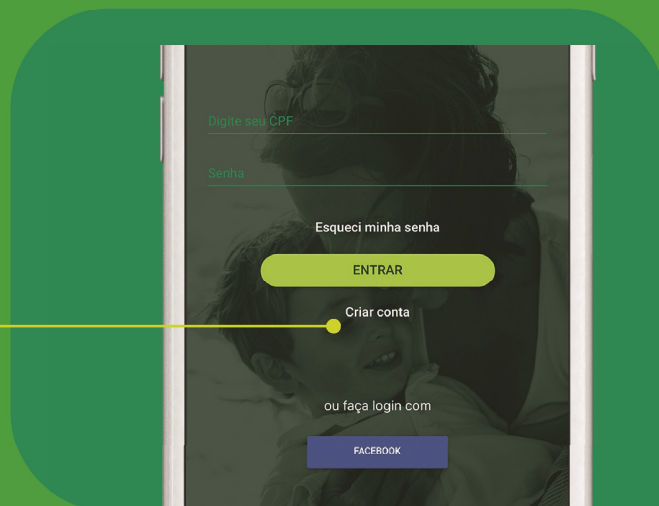 Digite seu CPF
Senha
Esqueci minha senha
ENTRAR
Criar conta
ou faça login com
FACEBOOK